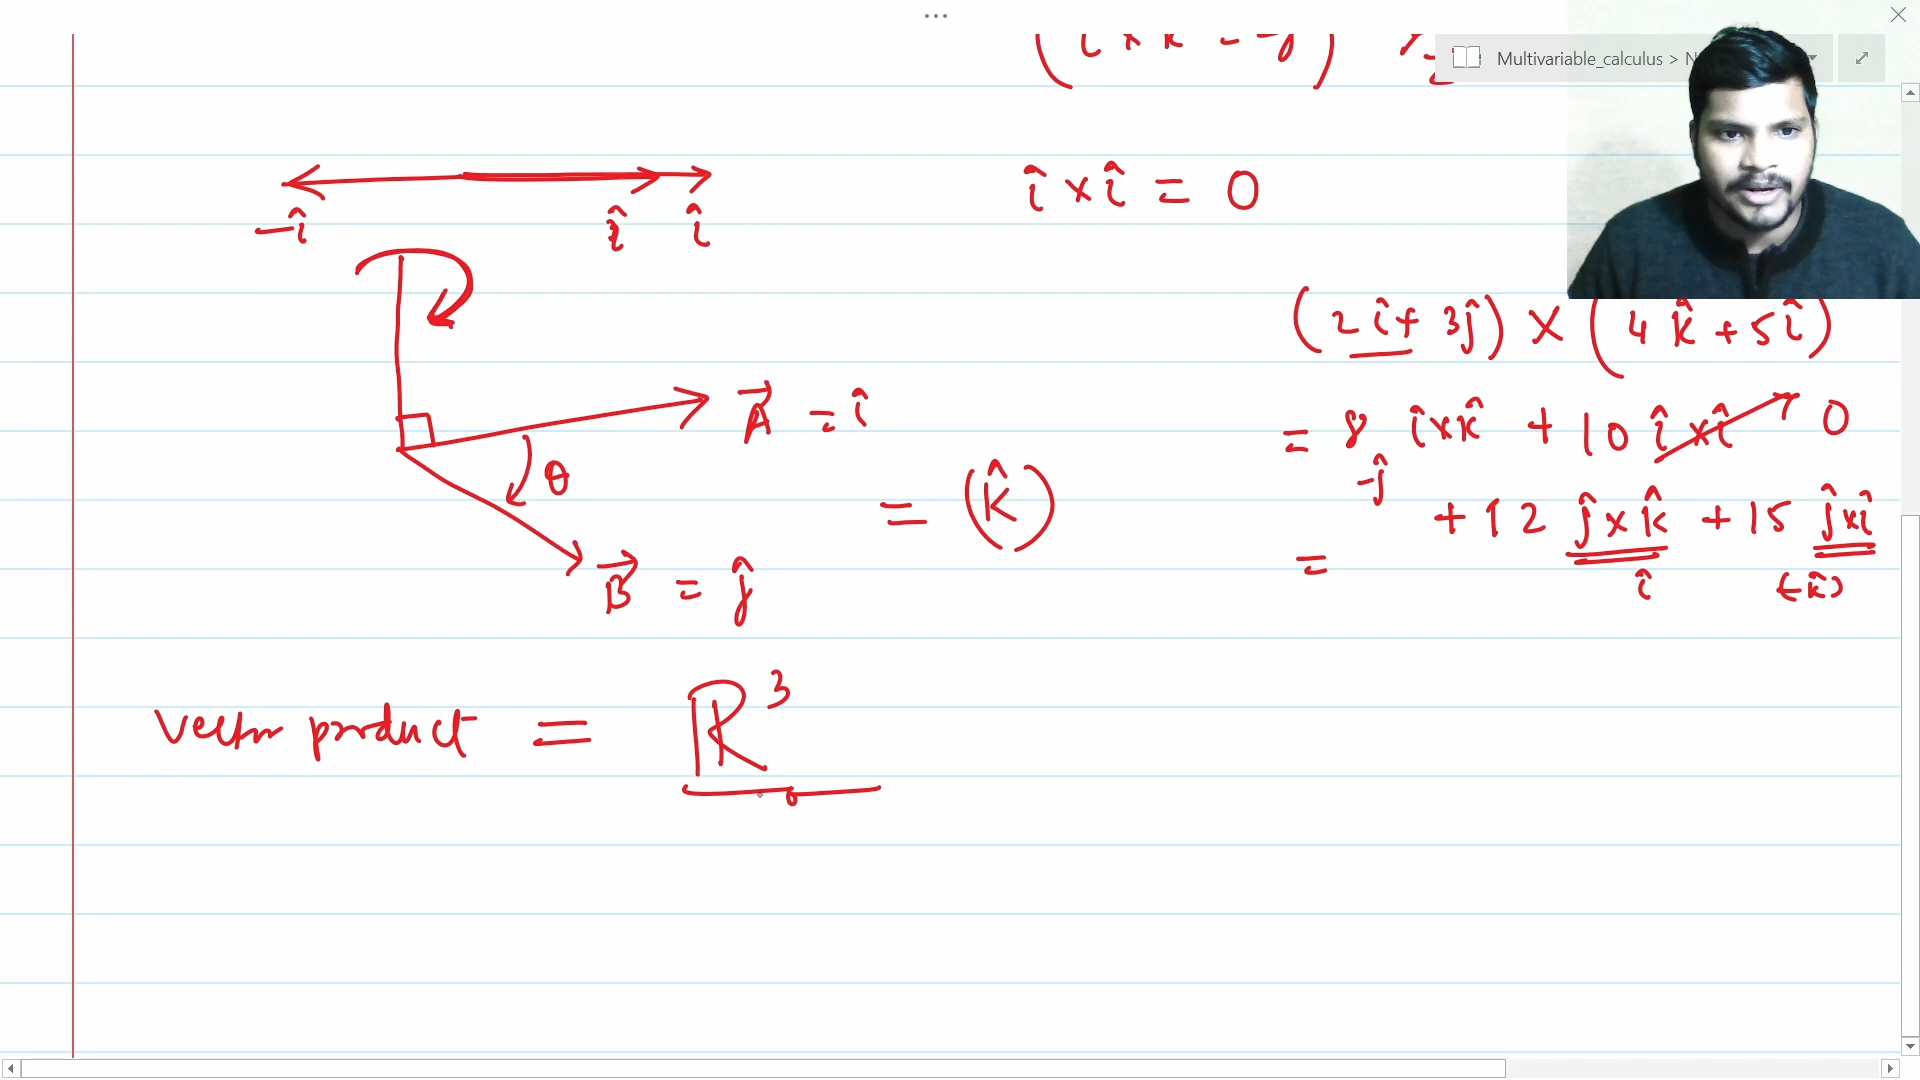 (î × k̂ = -ĵ)
Multivariable_calculus > N
-î î î
î × î = 0
(2î + 3ĵ) × (4k̂ + 5î)
A⃗ = î
= 8 î×k̂ + 10 î×î 0
-ĵ
θ
= (k̂)
+ 12 ĵ×k̂ + 15 ĵ×î
=
î (-k̂)
B⃗ = ĵ
Vector product = ℝ³